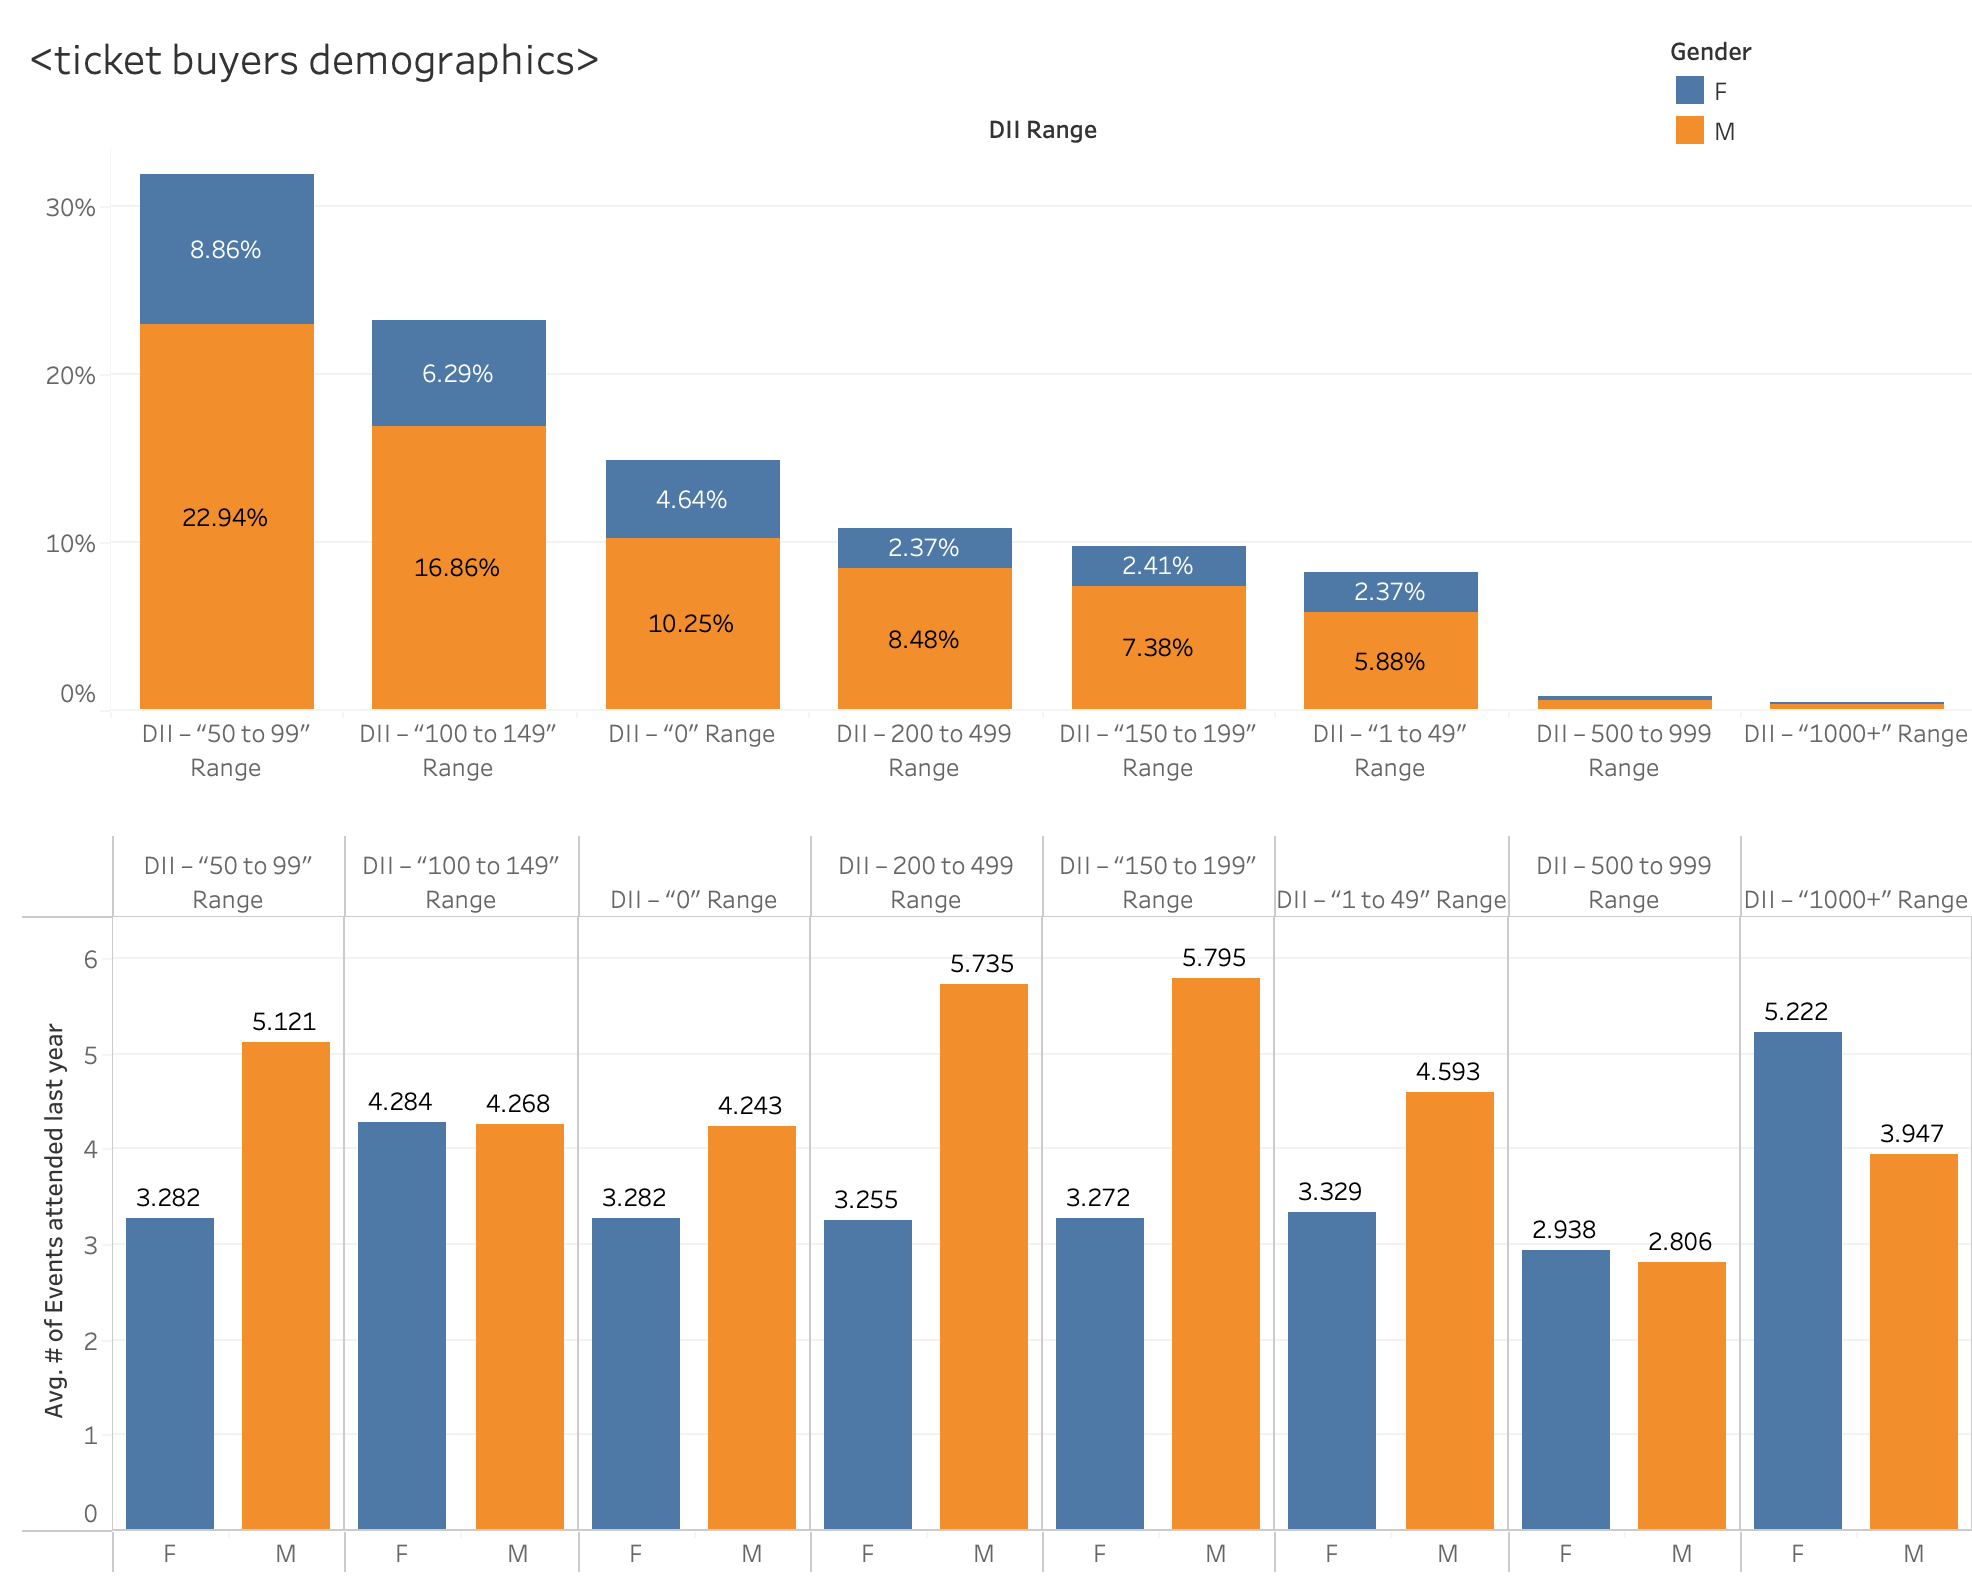 <ticket buyers demographics>
Gender
F
M
DII Range
30%
20%
10%
0%
8.86%
22.94%
6.29%
16.86%
4.64%
10.25%
2.37%
8.48%
2.41%
7.38%
2.37%
5.88%
DII – “50 to 99”
Range
DII – “100 to 149”
Range
DII – “0” Range
DII – 200 to 499
Range
DII – “150 to 199”
Range
DII – “1 to 49”
Range
DII – 500 to 999
Range
DII – “1000+” Range
DII – “50 to 99”
Range
DII – “100 to 149”
Range
DII – “0” Range
DII – 200 to 499
Range
DII – “150 to 199”
Range
DII – “1 to 49” Range
DII – 500 to 999
Range
DII – “1000+” Range
Avg. # of Events attended last year
6
5
4
3
2
1
0
3.282
5.121
4.284
4.268
3.282
4.243
3.255
5.735
3.272
5.795
3.329
4.593
2.938
2.806
5.222
3.947
F
M
F
M
F
M
F
M
F
M
F
M
F
M
F
M